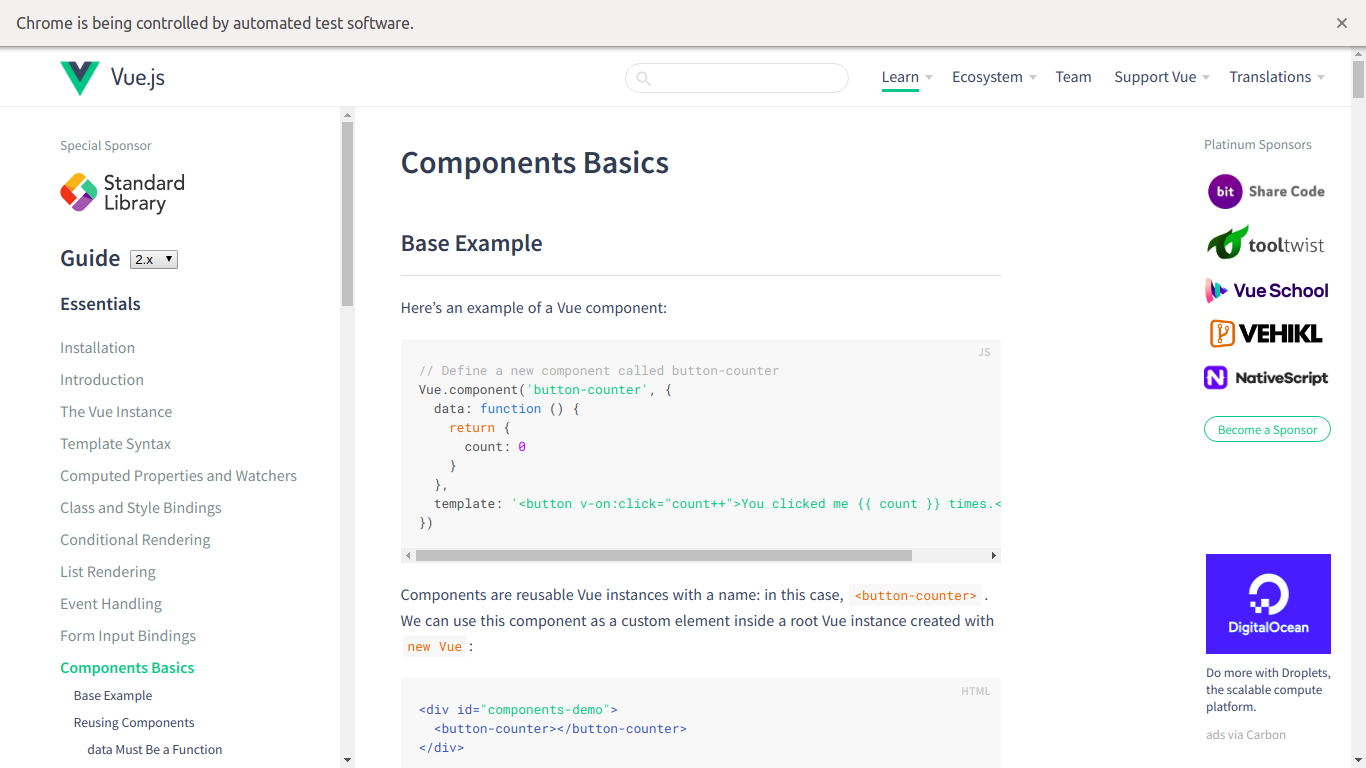 Chrome is being controlled by automated test software.
Vue.js
Learn
Ecosystem
Team
Support Vue
Translations
Special Sponsor
Standard
Library
Guide
2.x
Essentials
Installation
Introduction
The Vue Instance
Template Syntax
Computed Properties and Watchers
Class and Style Bindings
Conditional Rendering
List Rendering
Event Handling
Form Input Bindings
Components Basics
Base Example
Reusing Components
data Must Be a Function
Components Basics
Base Example
Here’s an example of a Vue component:
JS
// Define a new component called button-counter
Vue.component('button-counter', {
  data: function () {
    return {
      count: 0
    }
  },
  template: '<button v-on:click="count++">You clicked me {{ count }} times.<
})
Components are reusable Vue instances with a name: in this case, <button-counter> .
We can use this component as a custom element inside a root Vue instance created with
new Vue :
HTML
<div id="components-demo">
  <button-counter></button-counter>
</div>
Platinum Sponsors
bit Share Code
tooltwist
Vue School
VEHIKL
NativeScript
Become a Sponsor
DigitalOcean
Do more with Droplets,
the scalable compute
platform.
ads via Carbon